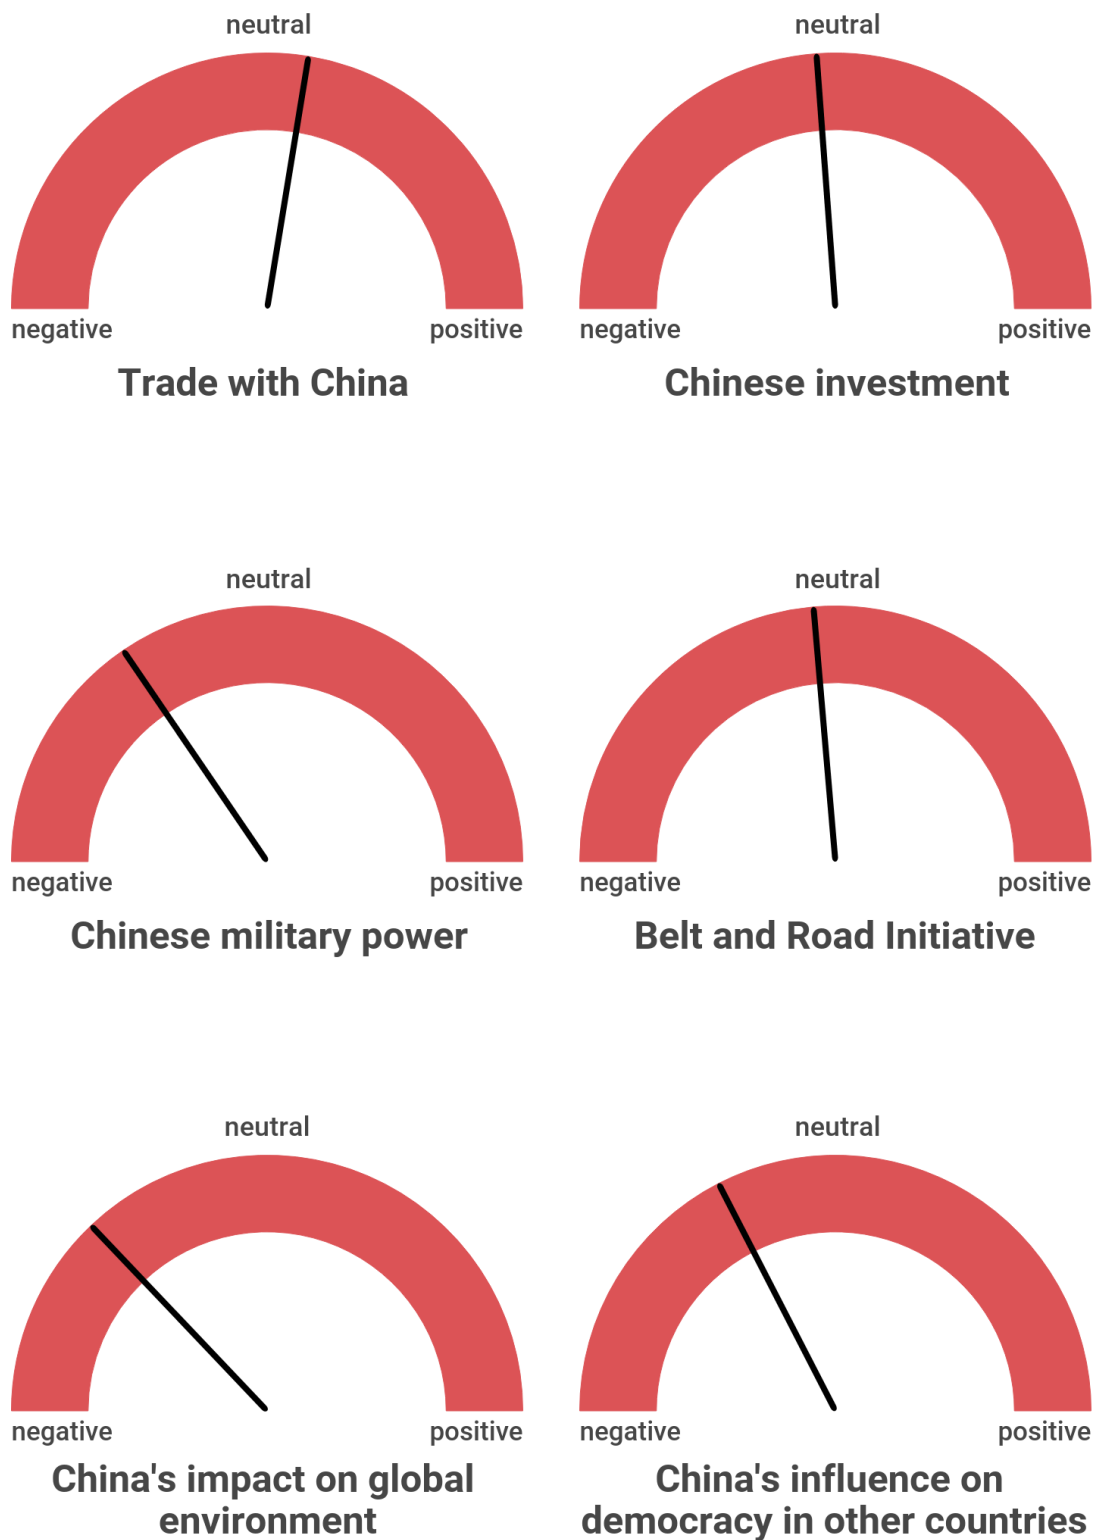 neutral
neutral
negative
positive
negative
positive
Trade with China
Chinese investment
neutral
neutral
negative
positive
negative
positive
Chinese military power
Belt and Road Initiative
neutral
neutral
negative
positive
negative
positive
China's impact on global
environment
China's influence on
democracy in other countries